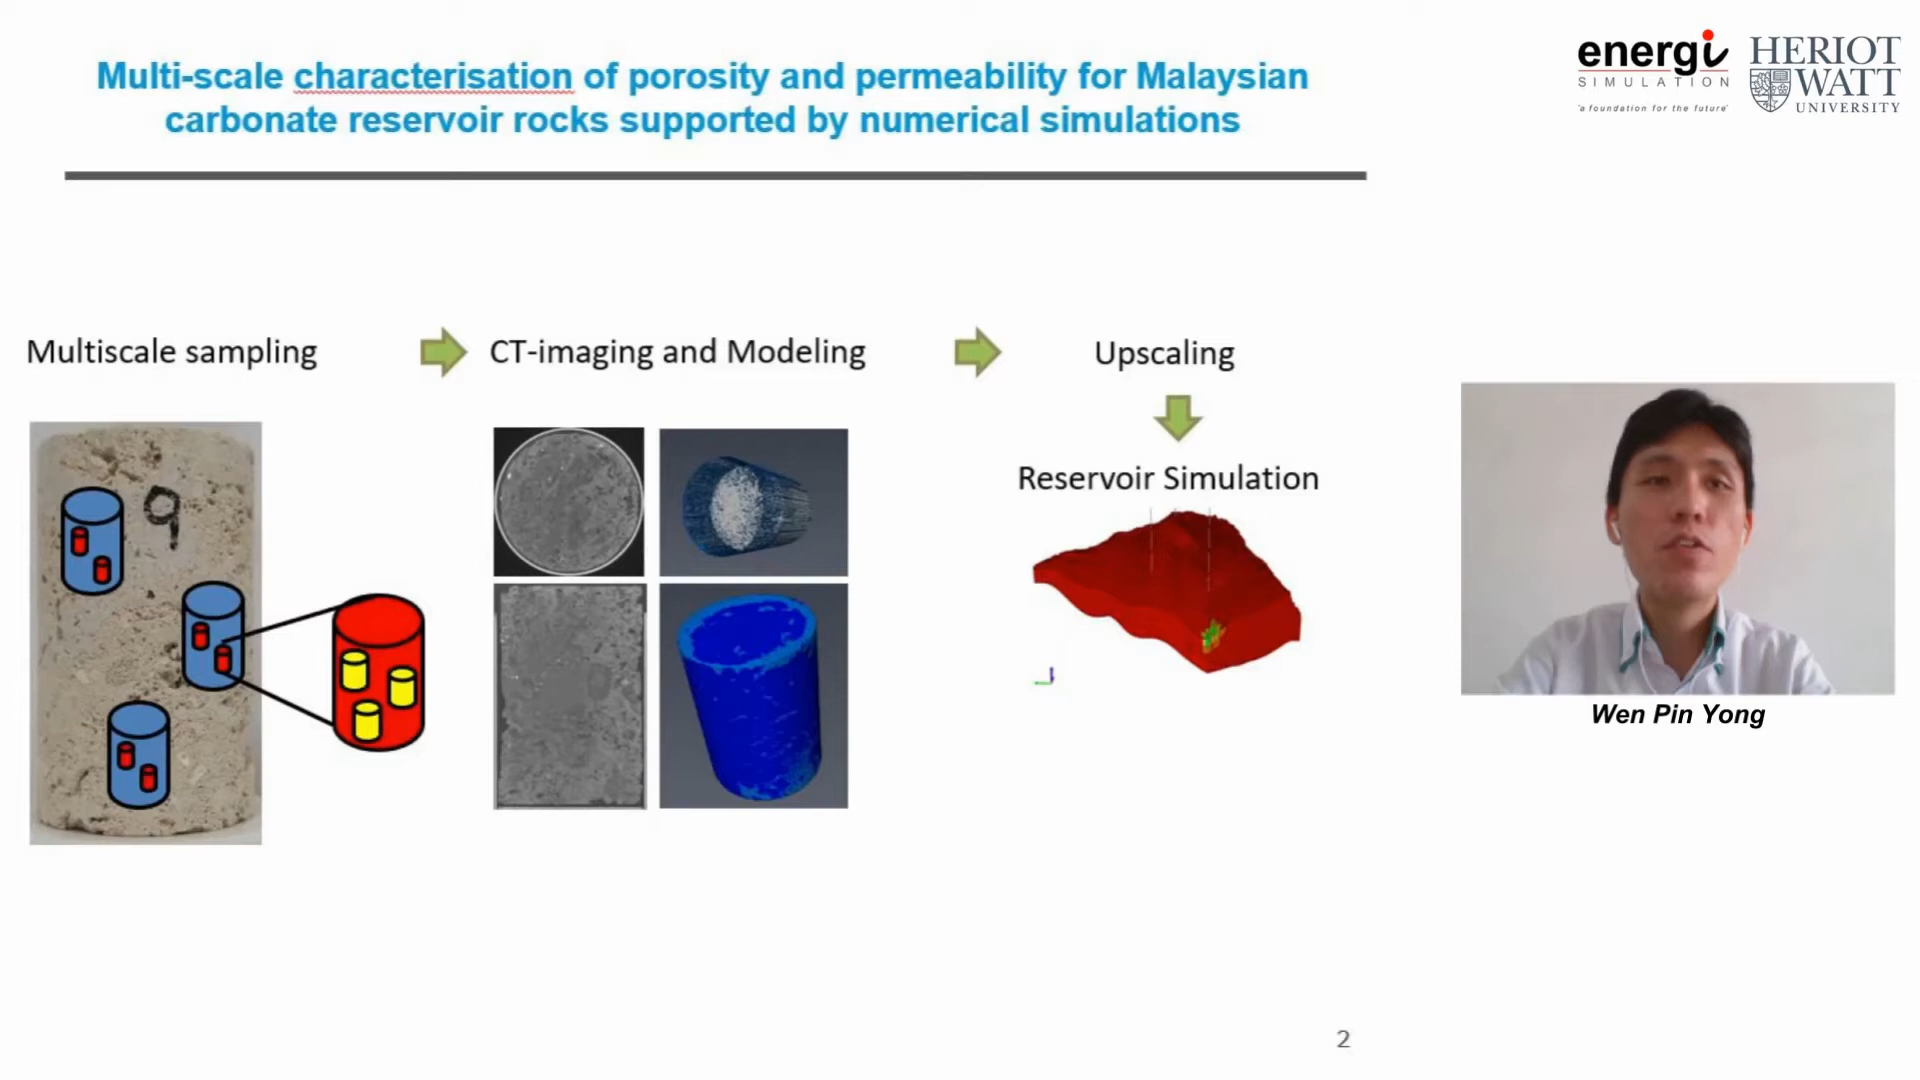 Multi-scale characterisation of porosity and permeability for Malaysian
carbonate reservoir rocks supported by numerical simulations
energi
SIMULATION
'a foundation for the future'
HERIOT
WATT
UNIVERSITY
Multiscale sampling
CT-imaging and Modeling
Upscaling
Reservoir Simulation
9
Wen Pin Yong
2